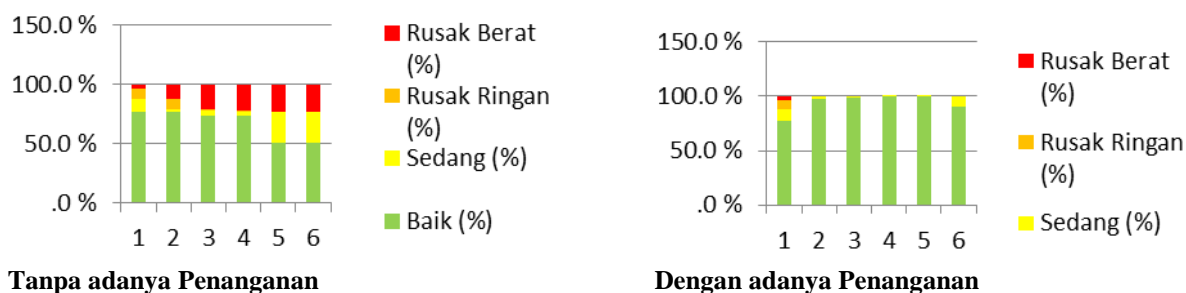 150.0 %
100.0 %
50.0 %
.0 %
1 2 3 4 5 6
Rusak Berat
(%)
Rusak Ringan
(%)
Sedang (%)
Baik (%)
Tanpa adanya Penanganan
150.0 %
100.0 %
50.0 %
.0 %
1 2 3 4 5 6
Rusak Berat
(%)
Rusak Ringan
(%)
Sedang (%)
Dengan adanya Penanganan